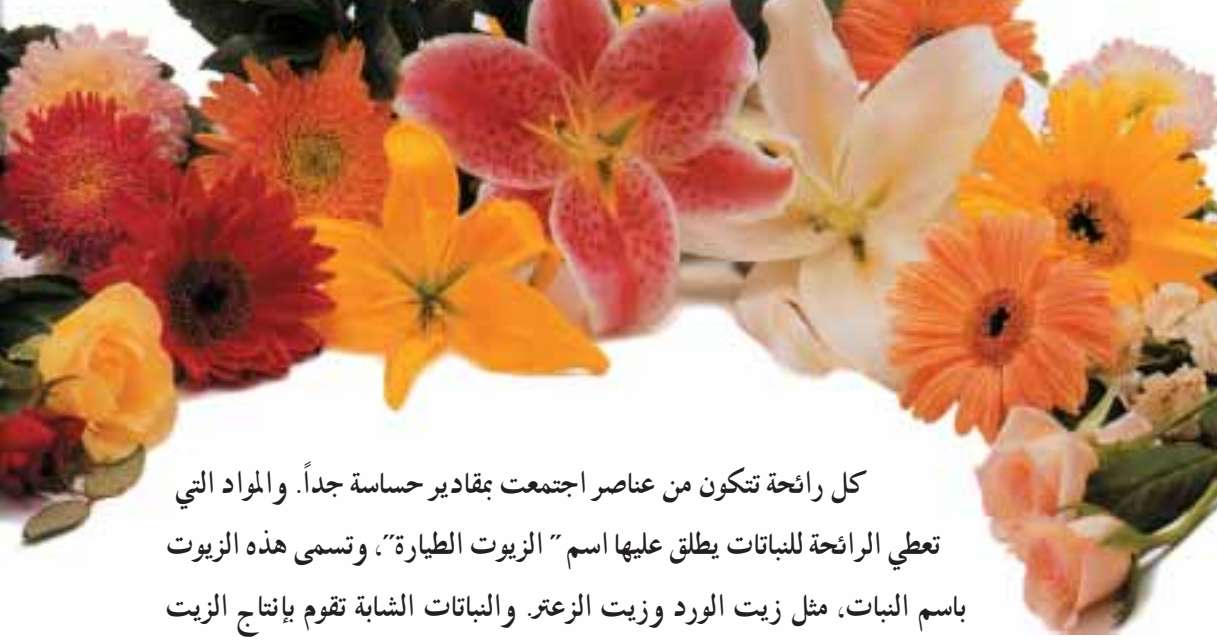 كل رائحة تتكون من عناصر اجتمعت بمقادير حساسة جداً. والمواد التي
تعطي الرائحة للنباتات يطلق عليها اسم ״ الزيوت الطيارة״، وتسمى هذه الزيوت
باسم النبات، مثل زيت الورد وزيت الزعتر. والنباتات الشابة تقوم بإنتاج الزيت